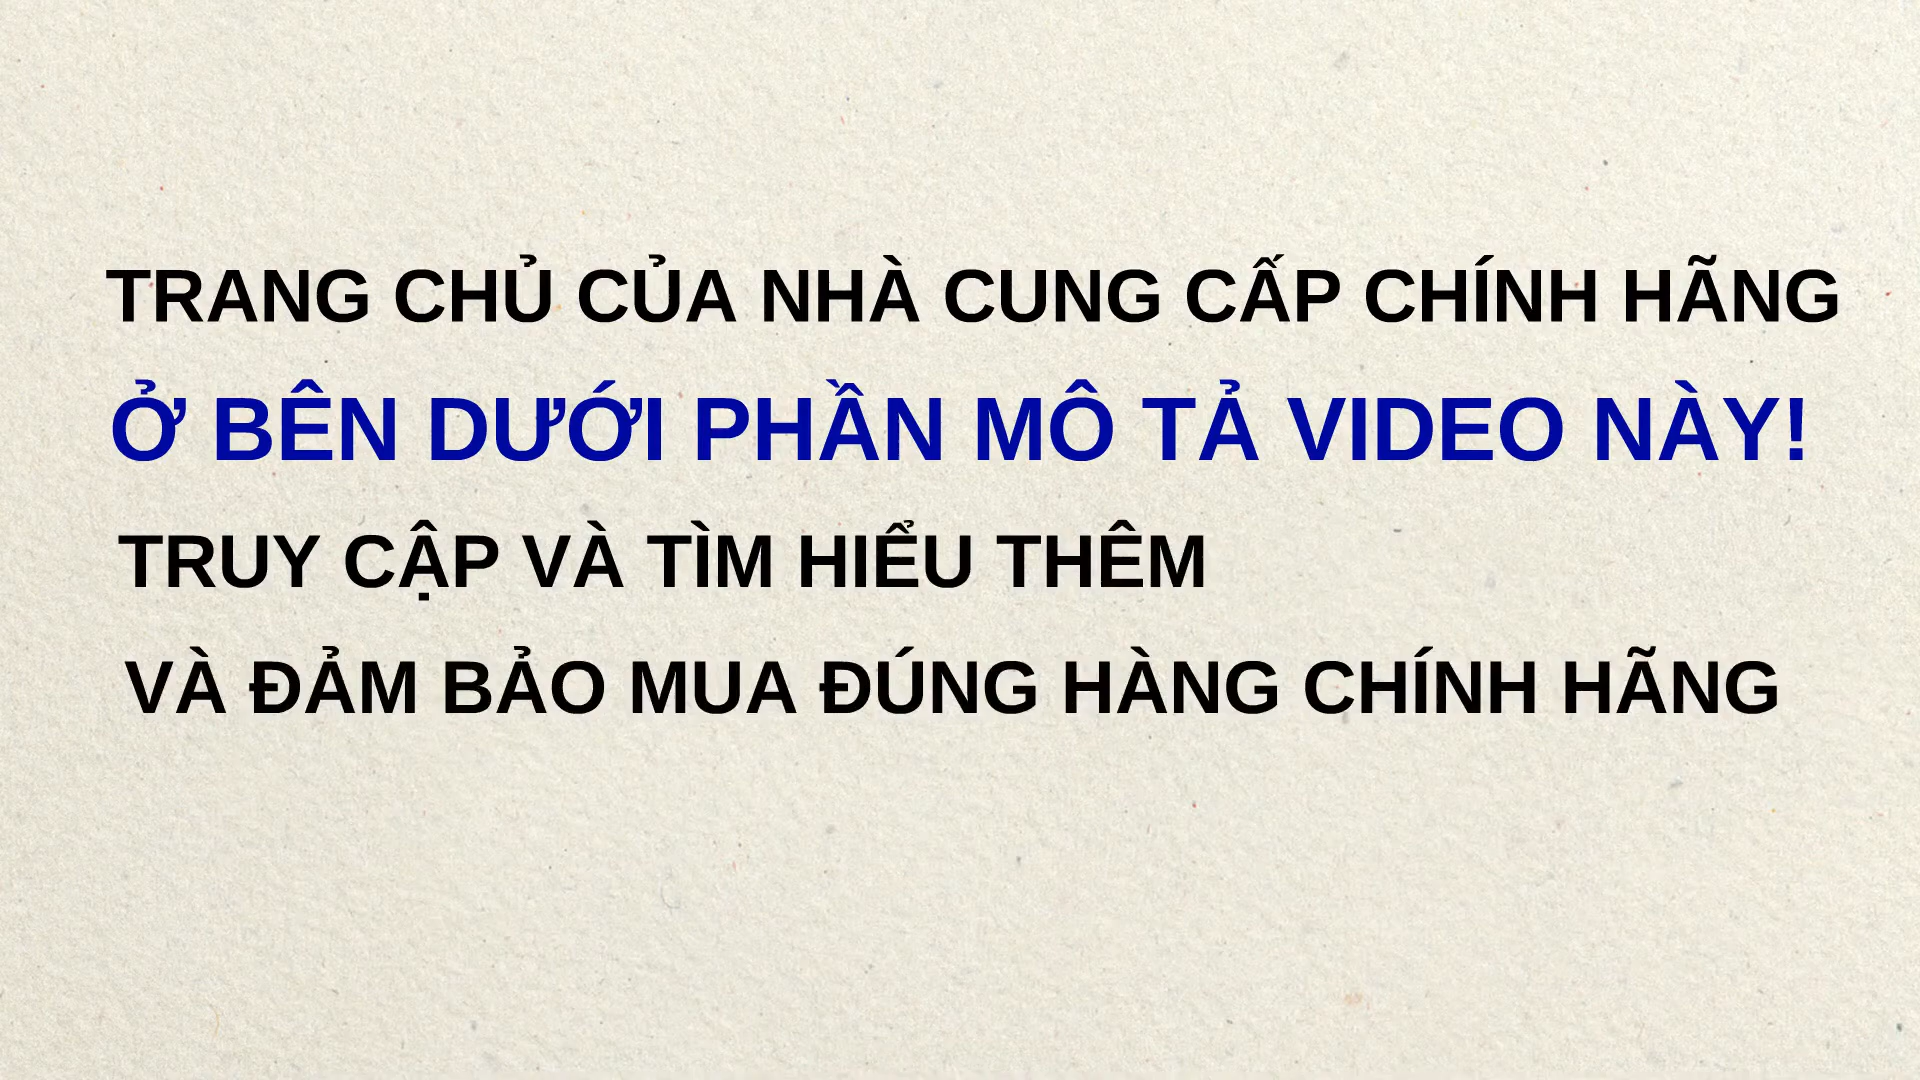 TRANG CHỦ CỦA NHÀ CUNG CẤP CHÍNH HÃNG
Ở BÊN DƯỚI PHẦN MÔ TẢ VIDEO NÀY!
TRUY CẬP VÀ TÌM HIỂU THÊM
VÀ ĐẢM BẢO MUA ĐÚNG HÀNG CHÍNH HÃNG